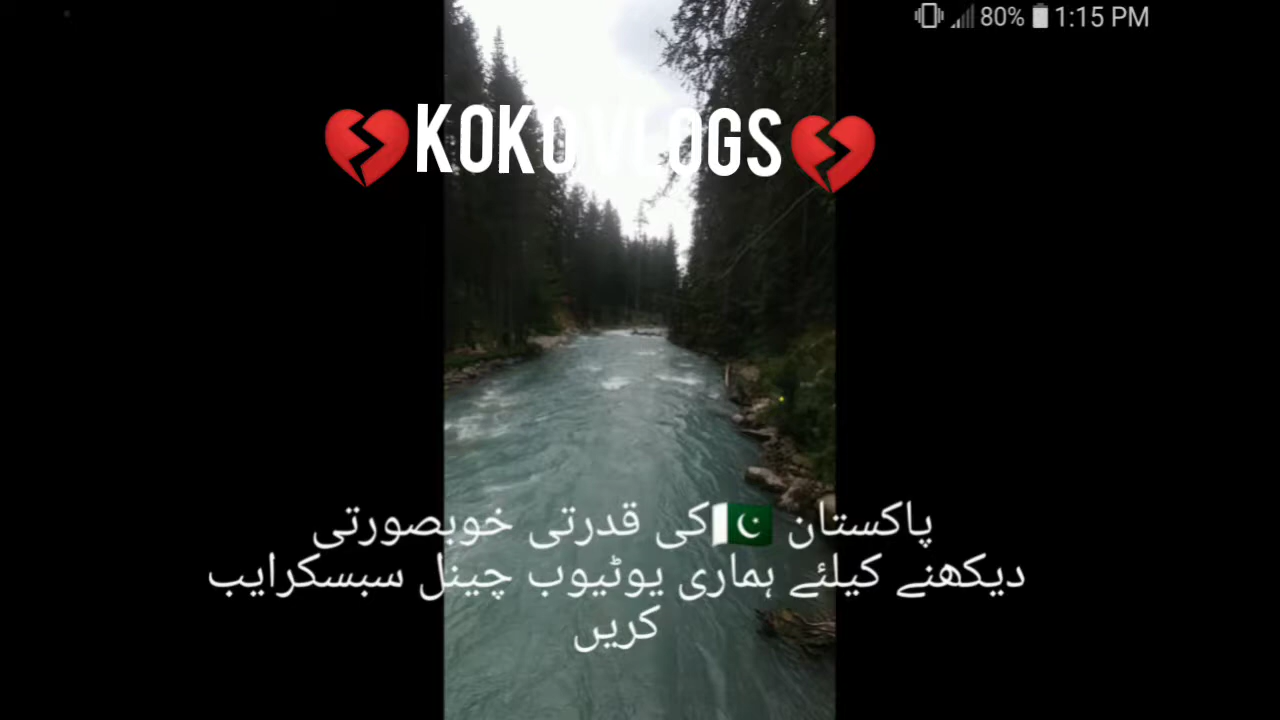 80% 1:15 PM
💔KOKO VLOGS💔
پاکستان 🇵🇰کی قدرتی خوبصورتی
دیکھنے کیلئے ہماری یوٹیوب چینل سبسکرایب
کریں